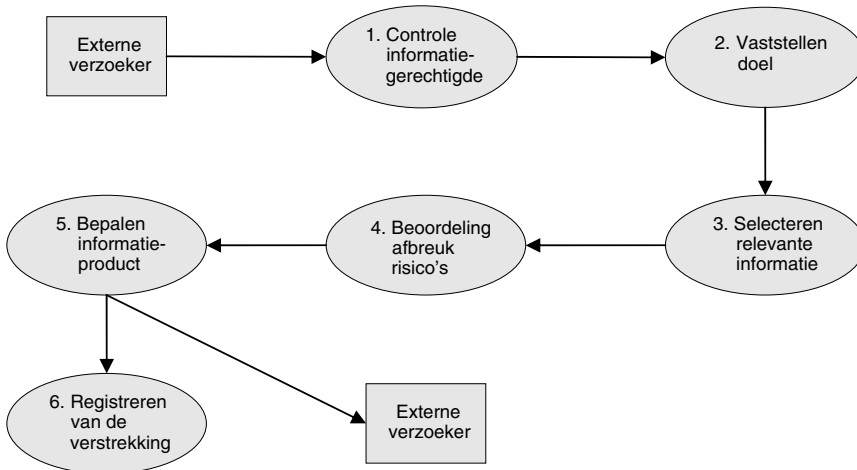 Externe
verzoeker
1. Controle
informatie-
gerechtigde
2. Vaststellen
doel
3. Selecteren
relevante
informatie
4. Beoordeling
afbreuk
risico's
5. Bepalen
informatie-
product
6. Registreren
van de
verstrekking
Externe
verzoeker